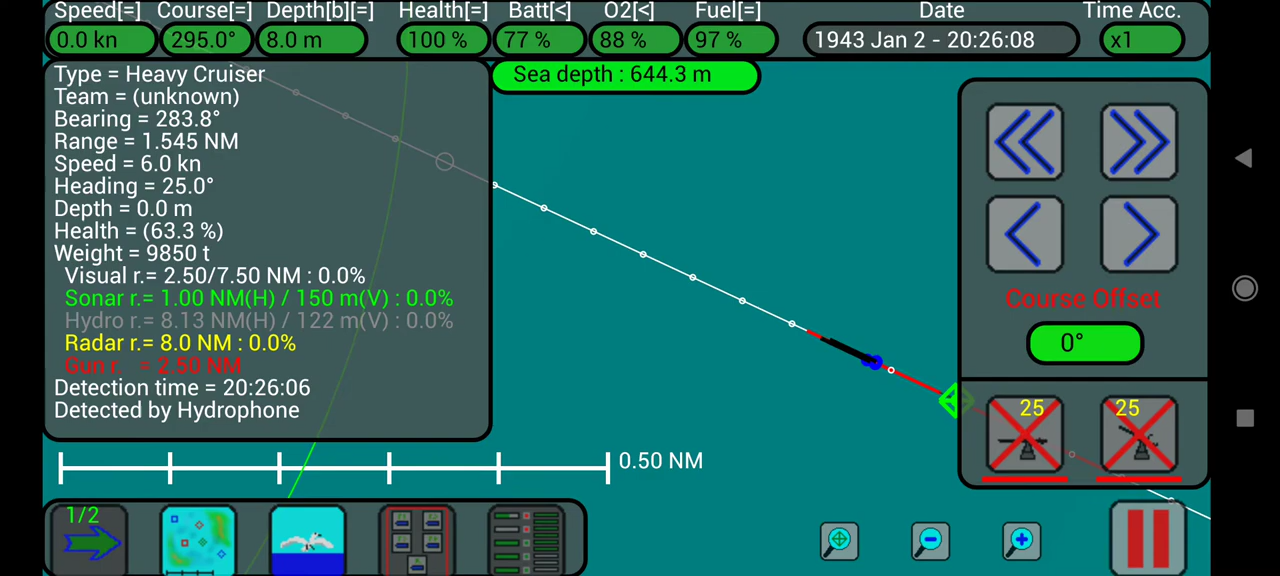 Speed[=] Course[=] Depth[b][=] Health[=] Batt[<] O2[<] Fuel[=] Date Time Acc.
0.0 kn 295.0° 8.0 m 100 % 77 % 88 % 97 % 1943 Jan 2 - 20:26:08 x1
Sea depth : 644.3 m
Type = Heavy Cruiser
Team = (unknown)
Bearing = 283.8°
Range = 1.545 NM
Speed = 6.0 kn
Heading = 25.0°
Depth = 0.0 m
Health = (63.3 %)
Weight = 9850 t
Visual r.= 2.50/7.50 NM : 0.0%
Sonar r.= 1.00 NM(H) / 150 m(V) : 0.0%
Hydro r.= 8.13 NM(H) / 122 m(V) : 0.0%
Radar r.= 8.0 NM : 0.0%
Gun r. = 2.50 NM
Detection time = 20:26:06
Detected by Hydrophone
Course Offset
0°
25 25
0.50 NM
1/2